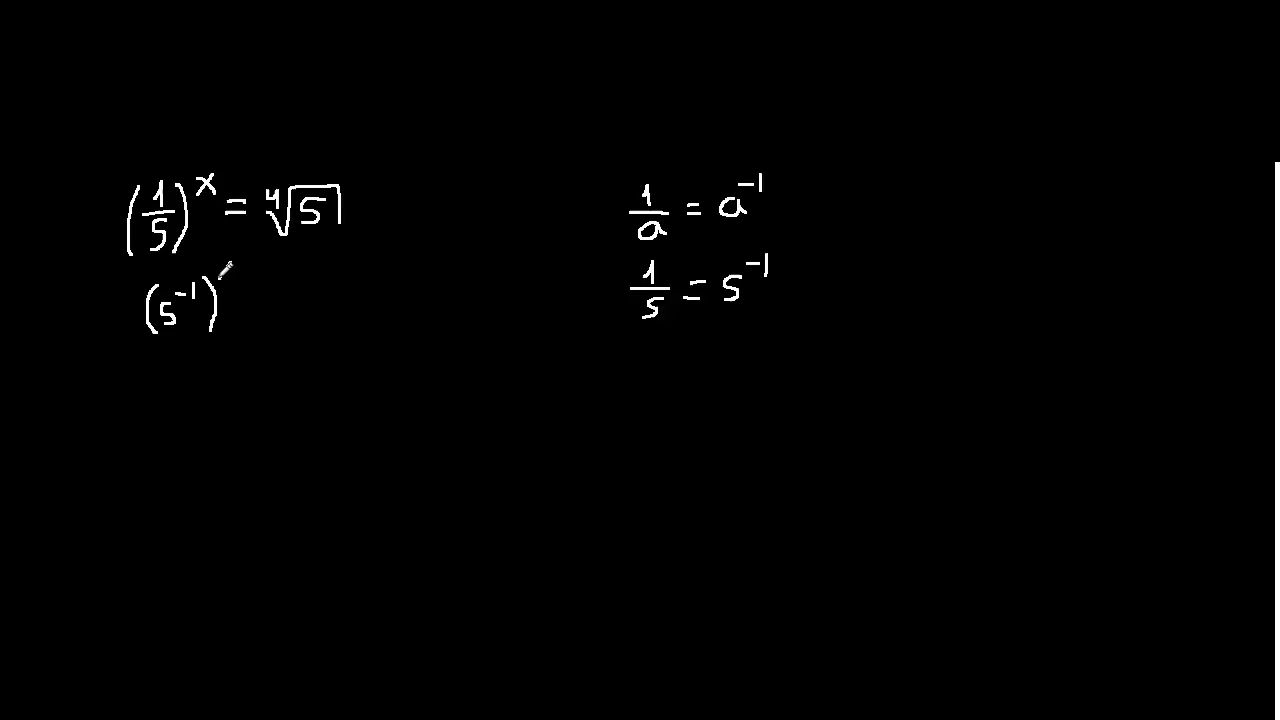 (1/5)^x = ⁴√5
(5^-1)
1/a = a^-1
1/5 = 5^-1